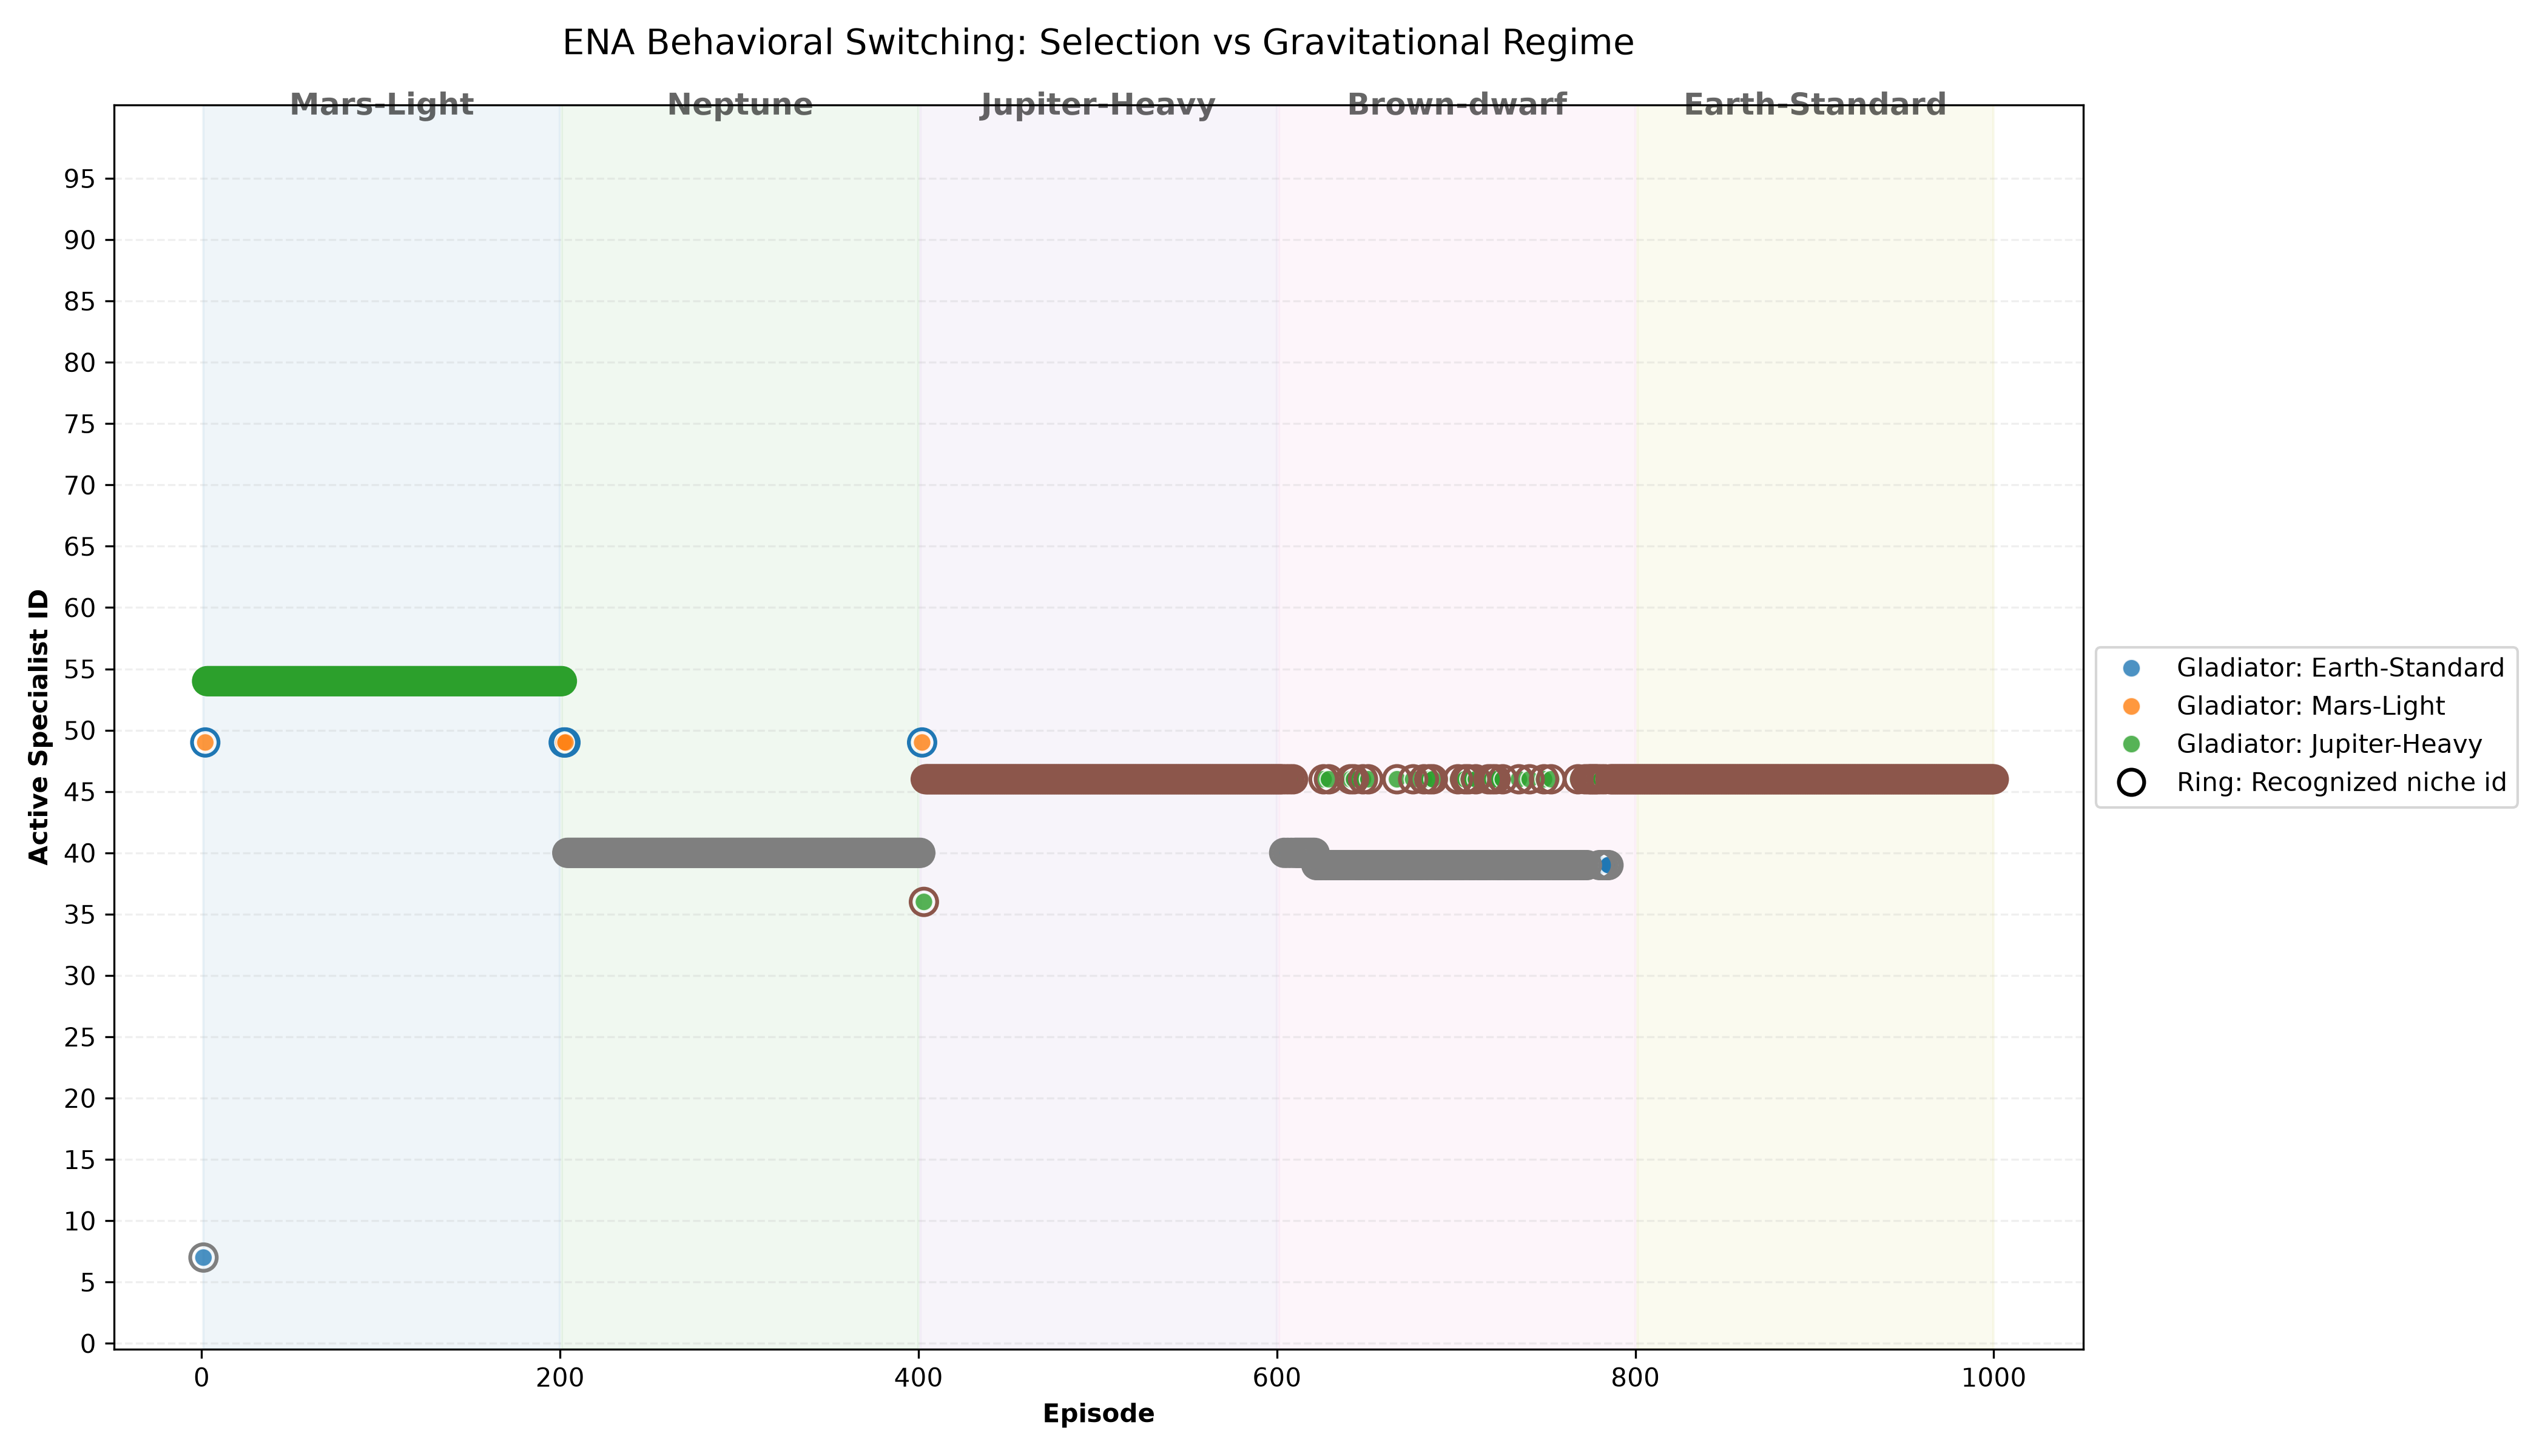 ENA Behavioral Switching: Selection vs Gravitational Regime
Mars-Light
Neptune
Jupiter-Heavy
Brown-dwarf
Earth-Standard
Active Specialist ID
95
90
85
80
75
70
65
60
55
50
45
40
35
30
25
20
15
10
5
0
0
200
400
600
800
1000
Episode
Gladiator: Earth-Standard
Gladiator: Mars-Light
Gladiator: Jupiter-Heavy
Ring: Recognized niche id